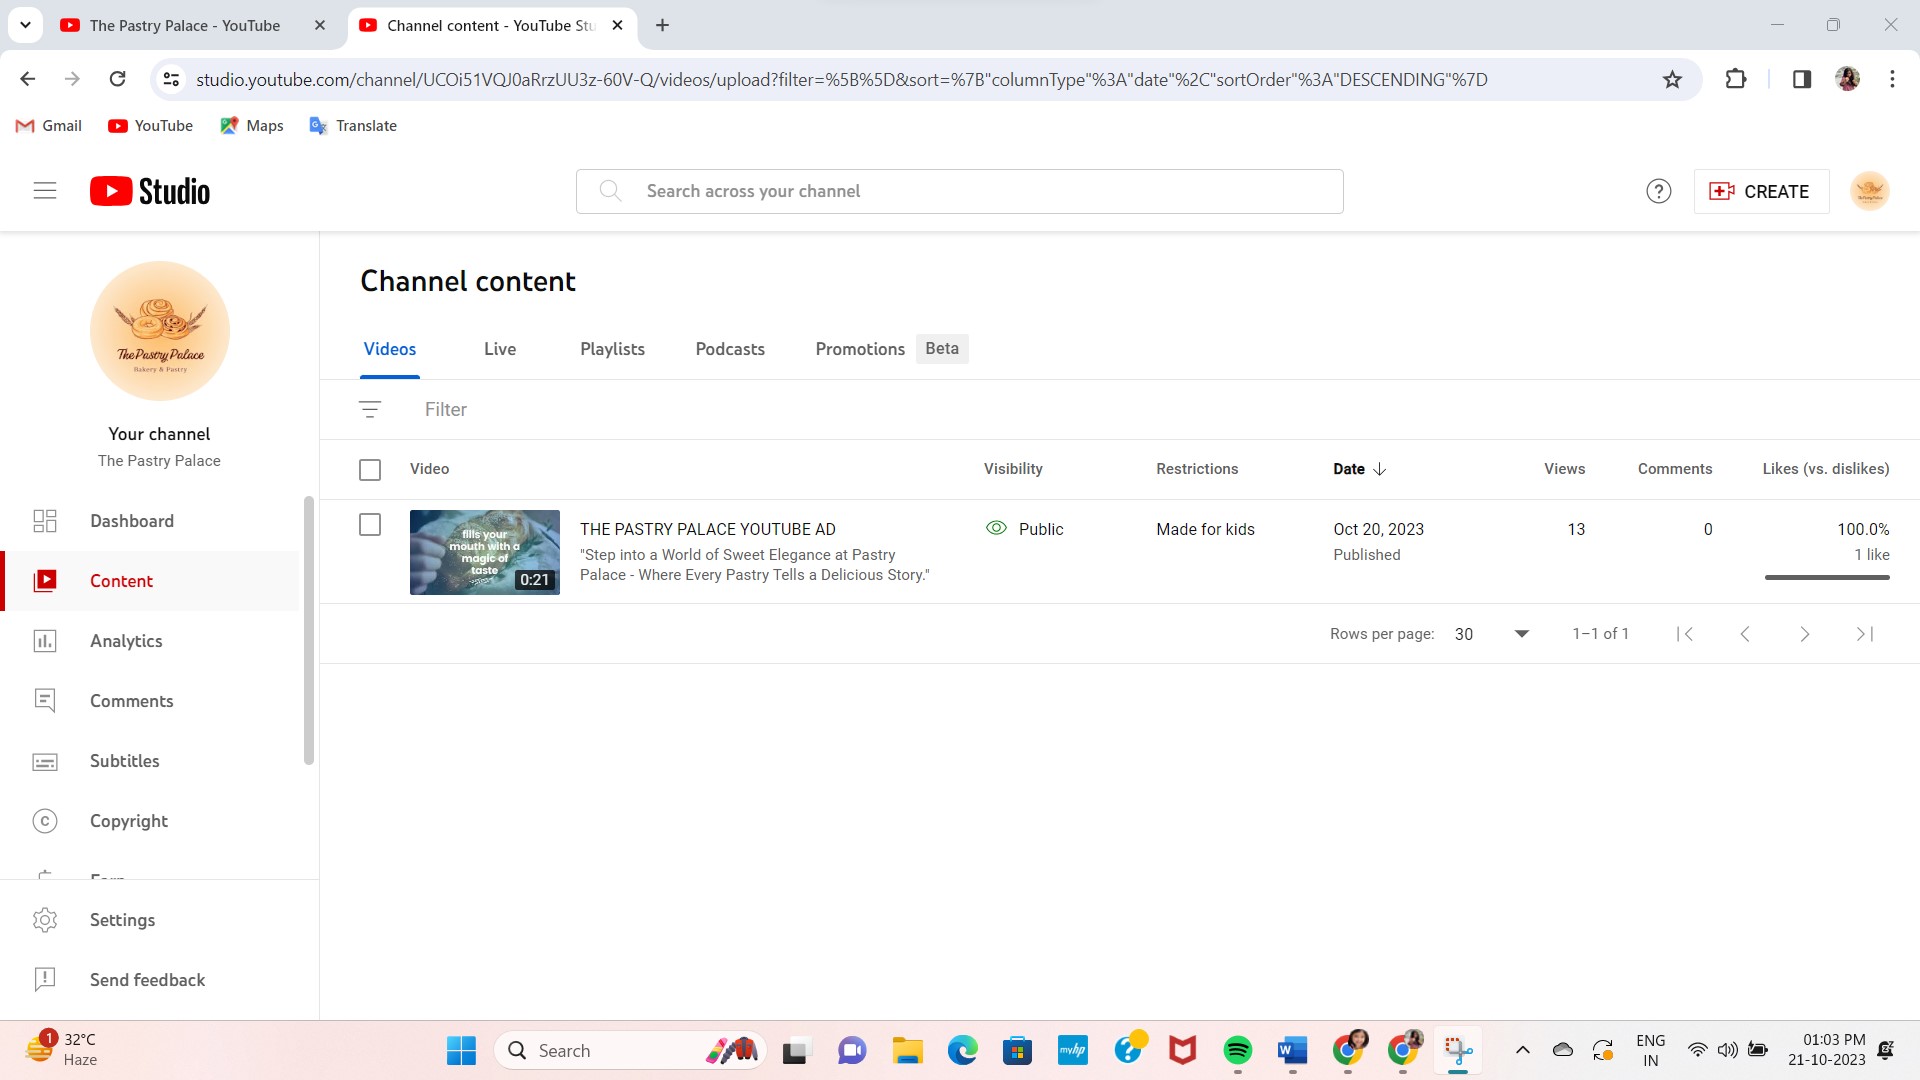 The Pastry Palace - YouTube
Channel content - YouTube Stu
studio.youtube.com/channel/UCOi51VQJ0aRrzUU3z-60V-Q/videos/upload?filter=%5B%5D&sort=%7B"columnType"%3A"date"%2C"sortOrder"%3A"DESCENDING"%7D
Gmail YouTube Maps Translate
Studio
Search across your channel
CREATE
The Pastry Palace
Bakery & Pastry
Your channel
The Pastry Palace
Dashboard
Content
Analytics
Comments
Subtitles
Copyright
Settings
Send feedback
Channel content
Videos Live Playlists Podcasts Promotions Beta
Filter
Video Visibility Restrictions Date Views Comments Likes (vs. dislikes)
fills your
mouth with a
magic of
taste
0:21
THE PASTRY PALACE YOUTUBE AD Public Made for kids Oct 20, 2023 13 0 100.0%
"Step into a World of Sweet Elegance at Pastry Published 1 like
Palace - Where Every Pastry Tells a Delicious Story."
Rows per page: 30 1–1 of 1
1 32°C
Haze
Search
myhp
ENG
IN
01:03 PM
21-10-2023